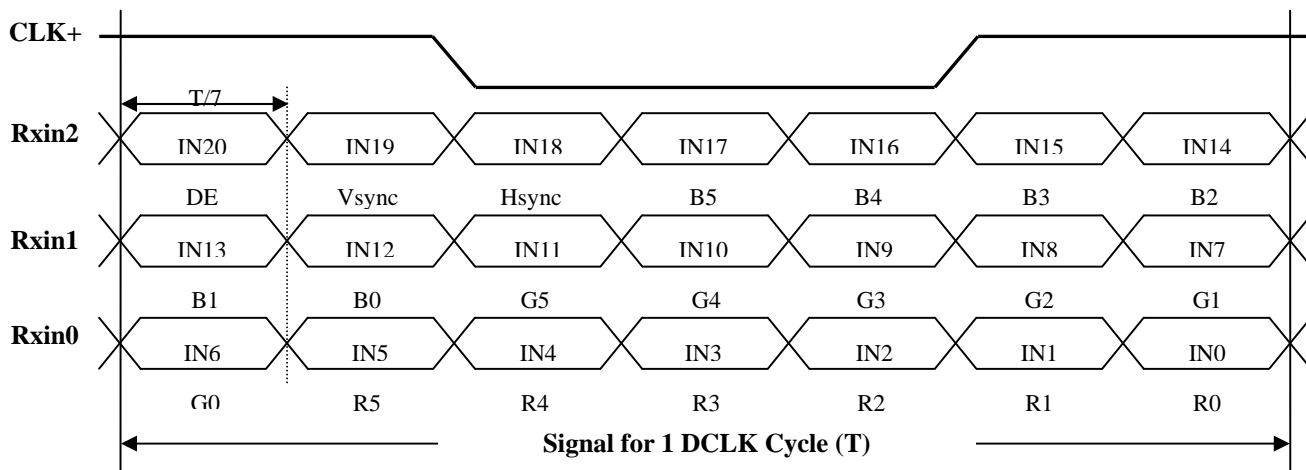 CLK+
T/7
Rxin2 IN20 IN19 IN18 IN17 IN16 IN15 IN14
DE Vsync Hsync B5 B4 B3 B2
Rxin1 IN13 IN12 IN11 IN10 IN9 IN8 IN7
B1 B0 G5 G4 G3 G2 G1
Rxin0 IN6 IN5 IN4 IN3 IN2 IN1 IN0
G0 R5 R4 R3 R2 R1 R0
Signal for 1 DCLK Cycle (T)